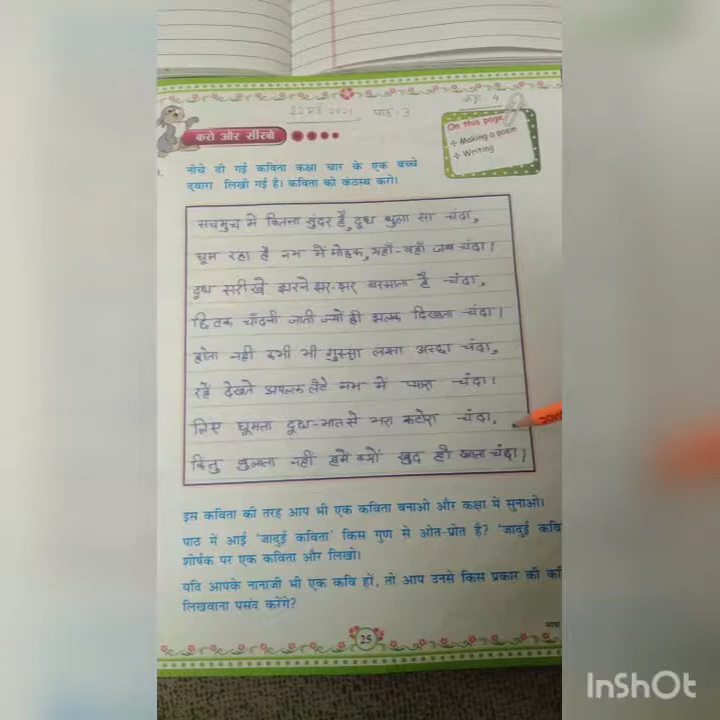 पाठ - 3
करो और सीखो
On this page
Making a poem
Writing
नीचे दी गई कविता कक्षा चार के एक बच्चे
द्वारा लिखी गई है। कविता को कंठस्थ करो।
सचमुच में कितना सुंदर है, दूध धुला सा चंदा,
घूम रहा है नभ में मोहक, यहाँ-वहाँ जब चंदा।
दूध सरीखे झरने झर-झर बरसाता है चंदा,
छिटक चाँदनी जाती ज्यों ही झलक दिखाता चंदा।
होता नहीं कभी भी गुस्सा लगता अच्छा चंदा,
रहें देखते अपलक लेटे नभ में प्यारा चंदा।
लिए घूमता दूध-भात से भरा कटोरा चंदा,
किंतु बुलाता नहीं हमें क्यों खुद ही खाता चंदा।
इस कविता की तरह आप भी एक कविता बनाओ और कक्षा में सुनाओ।
पाठ में आई 'जादुई कविता' किस गुण से ओत-प्रोत है? 'जादुई कवि
शीर्षक पर एक कविता और लिखो।
यदि आपके नानाजी भी एक कवि हों, तो आप उनसे किस प्रकार की कवि
लिखवाना पसंद करेंगे?
भाषा
25
InShOt